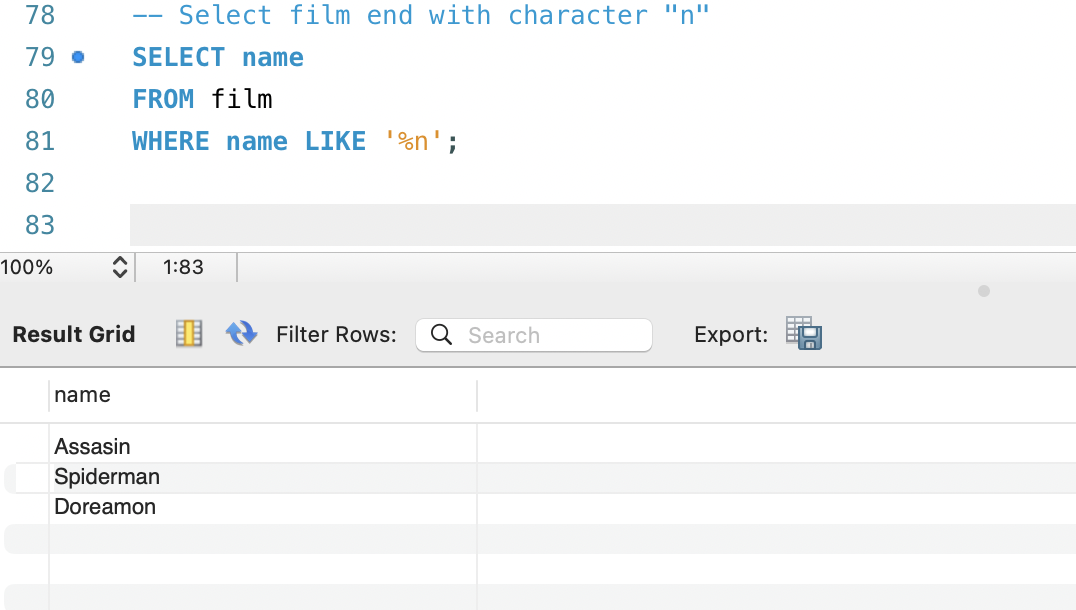 78 -- Select film end with character "n"
79 SELECT name
80 FROM film
81 WHERE name LIKE '%n';
82
83
100% 1:83
Result Grid Filter Rows: Search Export:
name
Assasin
Spiderman
Doreamon